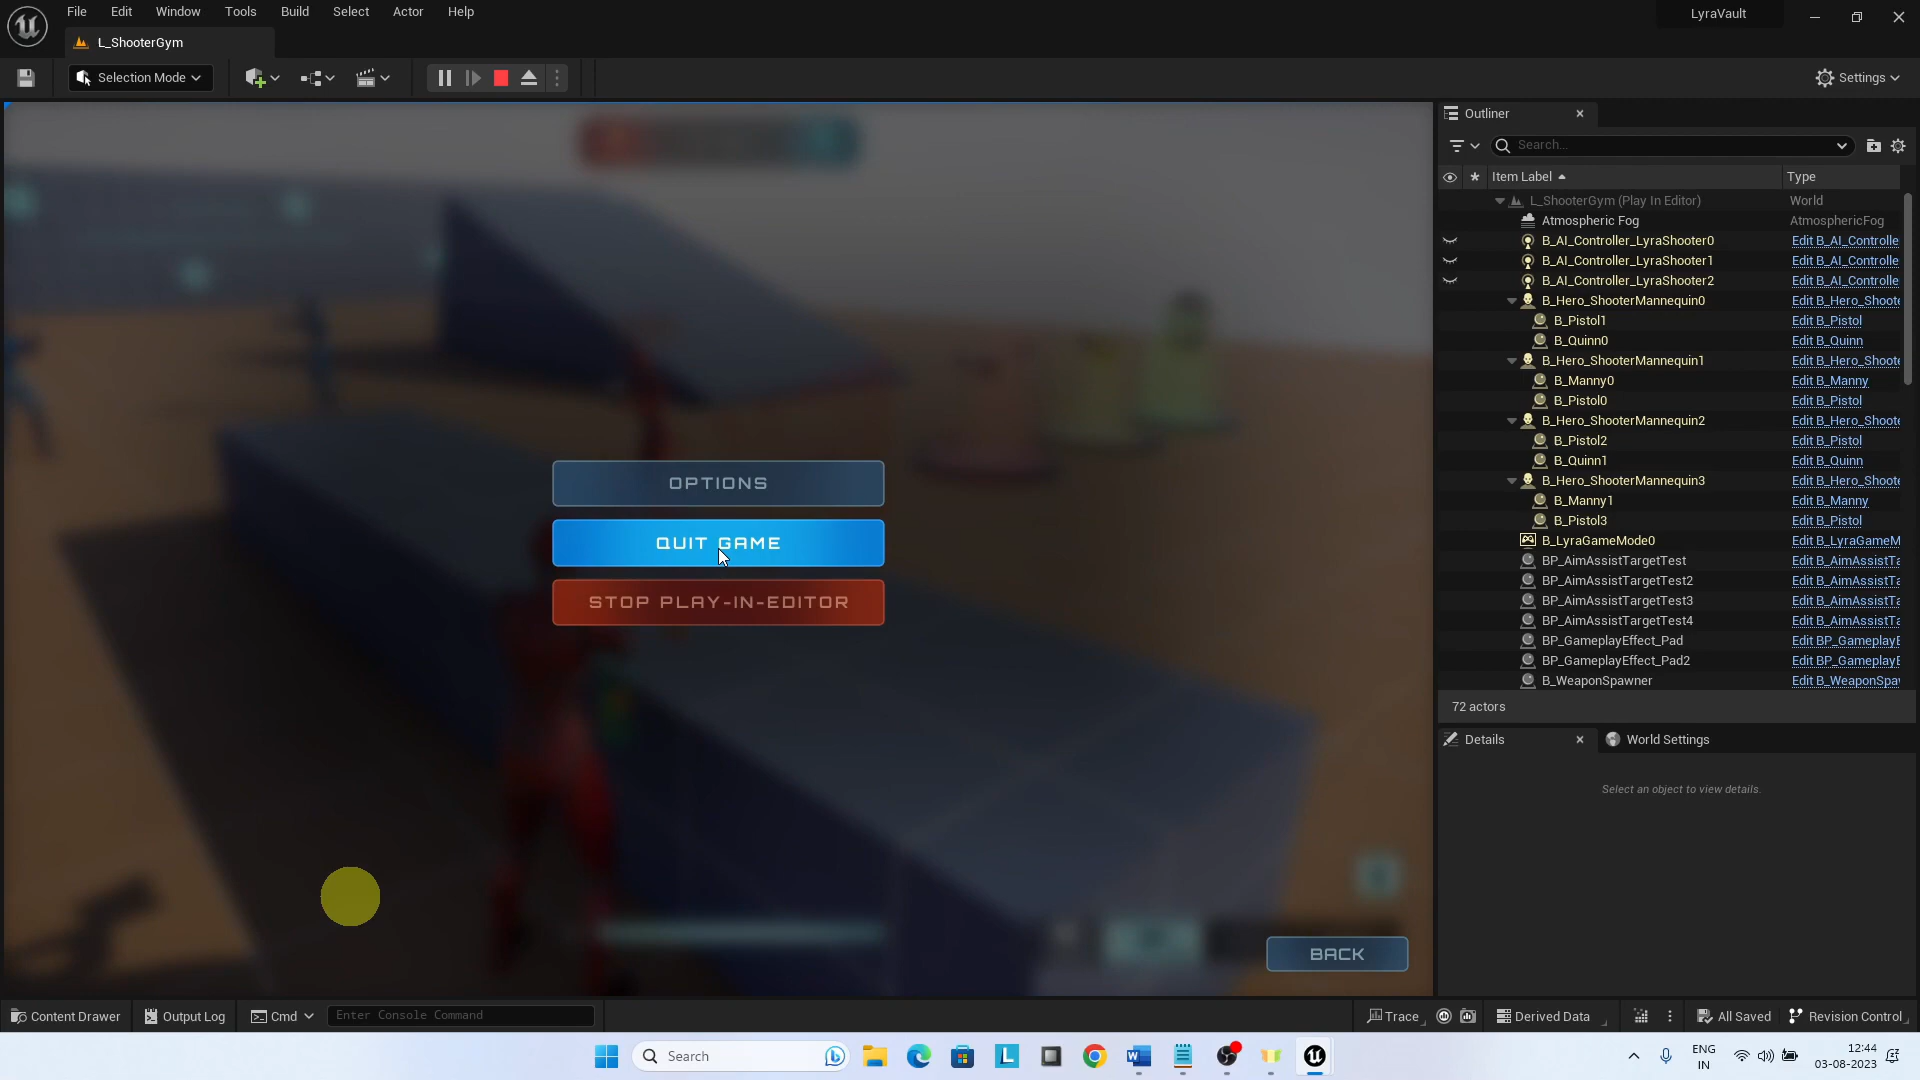 File Edit Window Tools Build Select Actor Help
LyraVault
L_ShooterGym
Selection Mode
Settings
Outliner
Search...
Item Label Type
L_ShooterGym (Play In Editor) World
Atmospheric Fog AtmosphericFog
B_AI_Controller_LyraShooter0 Edit B_AI_Controlle
B_AI_Controller_LyraShooter1 Edit B_AI_Controlle
B_AI_Controller_LyraShooter2 Edit B_AI_Controlle
B_Hero_ShooterMannequin0 Edit B_Hero_Shoote
B_Pistol1 Edit B_Pistol
B_Quinn0 Edit B_Quinn
B_Hero_ShooterMannequin1 Edit B_Hero_Shoote
B_Manny0 Edit B_Manny
B_Pistol0 Edit B_Pistol
B_Hero_ShooterMannequin2 Edit B_Hero_Shoote
B_Pistol2 Edit B_Pistol
B_Quinn1 Edit B_Quinn
B_Hero_ShooterMannequin3 Edit B_Hero_Shoote
B_Manny1 Edit B_Manny
B_Pistol3 Edit B_Pistol
B_LyraGameMode0 Edit B_LyraGameM
BP_AimAssistTargetTest Edit B_AimAssistTa
BP_AimAssistTargetTest2 Edit B_AimAssistTa
BP_AimAssistTargetTest3 Edit B_AimAssistTa
BP_AimAssistTargetTest4 Edit B_AimAssistTa
BP_GameplayEffect_Pad Edit BP_GameplayE
BP_GameplayEffect_Pad2 Edit BP_GameplayE
B_WeaponSpawner Edit B_WeaponSpav
72 actors
Details World Settings
Select an object to view details.
OPTIONS
QUIT GAME
STOP PLAY-IN-EDITOR
BACK
Content Drawer Output Log Cmd Enter Console Command Trace Derived Data All Saved Revision Control
Search
ENG
IN
12:44
03-08-2023